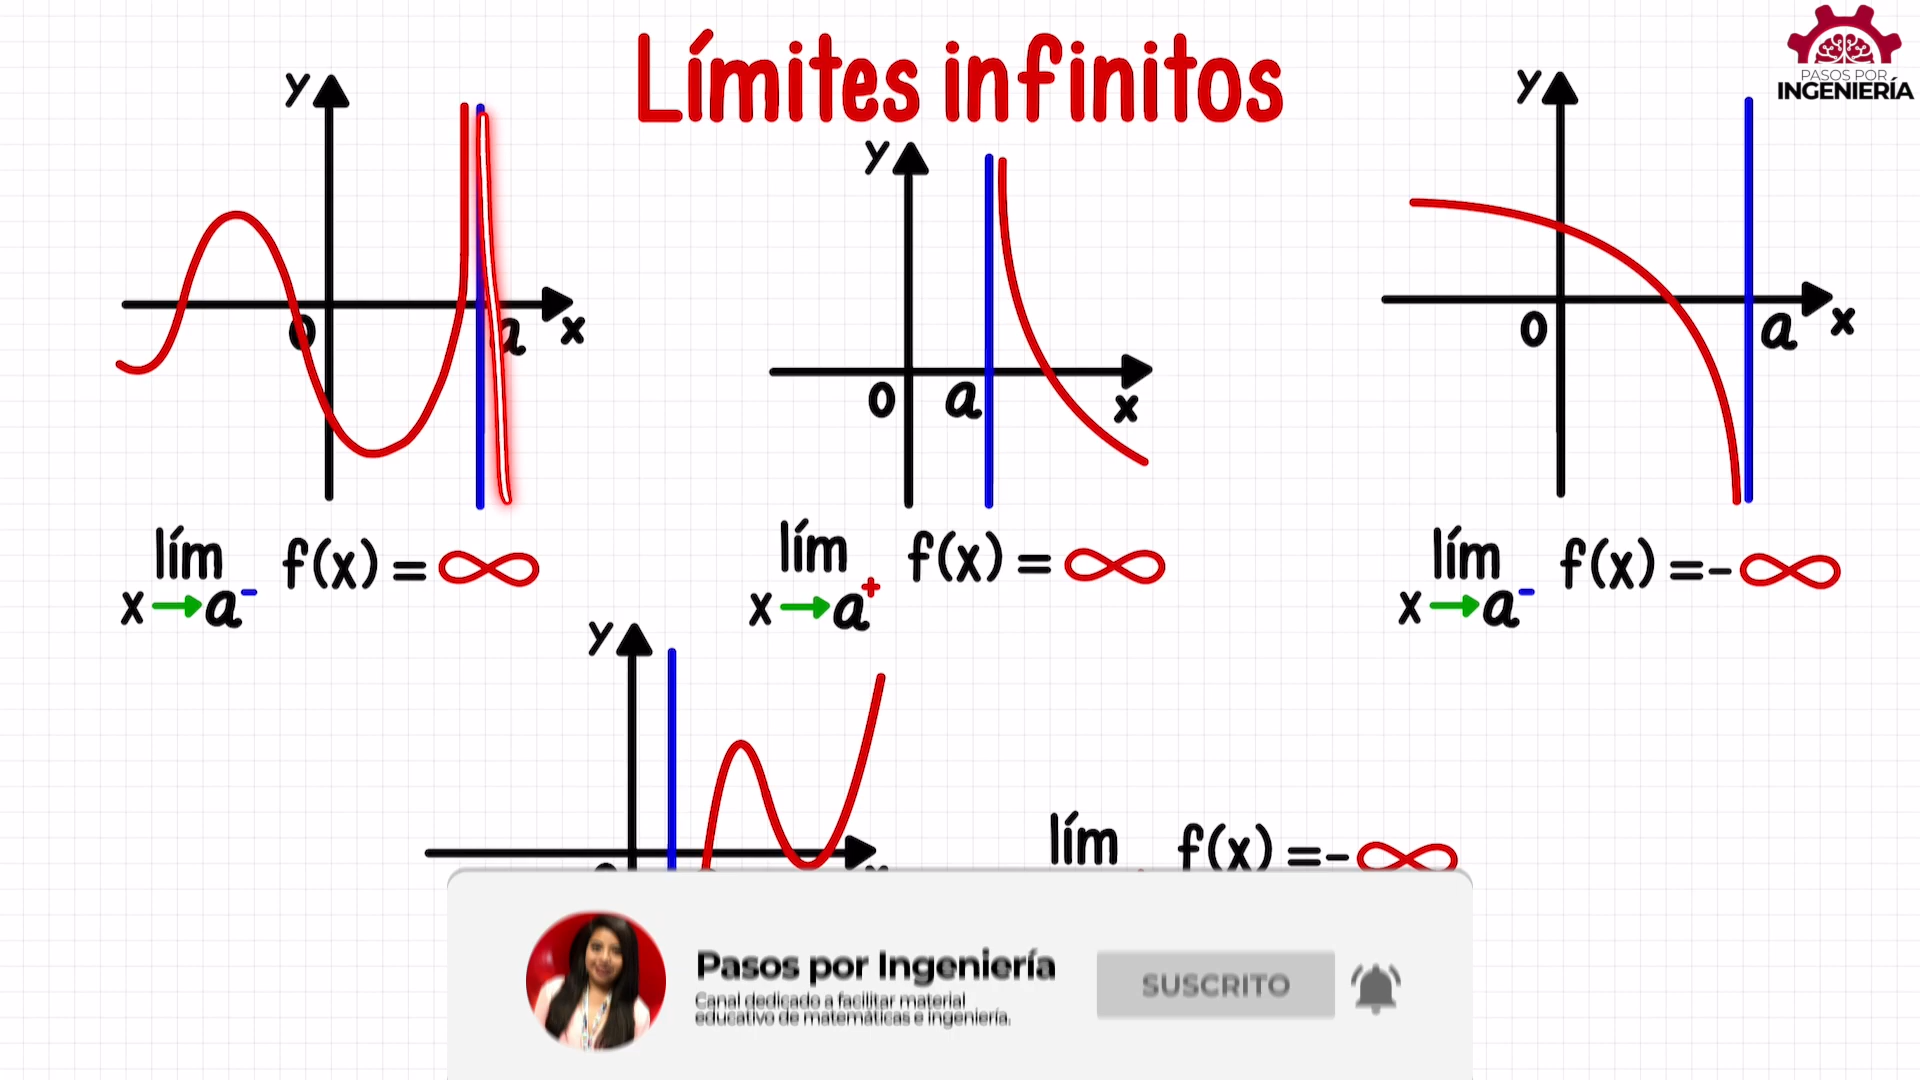 Límites infinitos
PASOS POR
INGENIERÍA
y
0
a
x
lím f(x) = ∞
x→a⁻
y
0
a
x
lím f(x) = ∞
x→a⁺
y
0
a
x
lím f(x) = -∞
x→a⁻
y
lím f(x) = -∞
Pasos por Ingeniería
Canal dedicado a facilitar material
educativo de matemáticas e ingeniería.
SUSCRITO